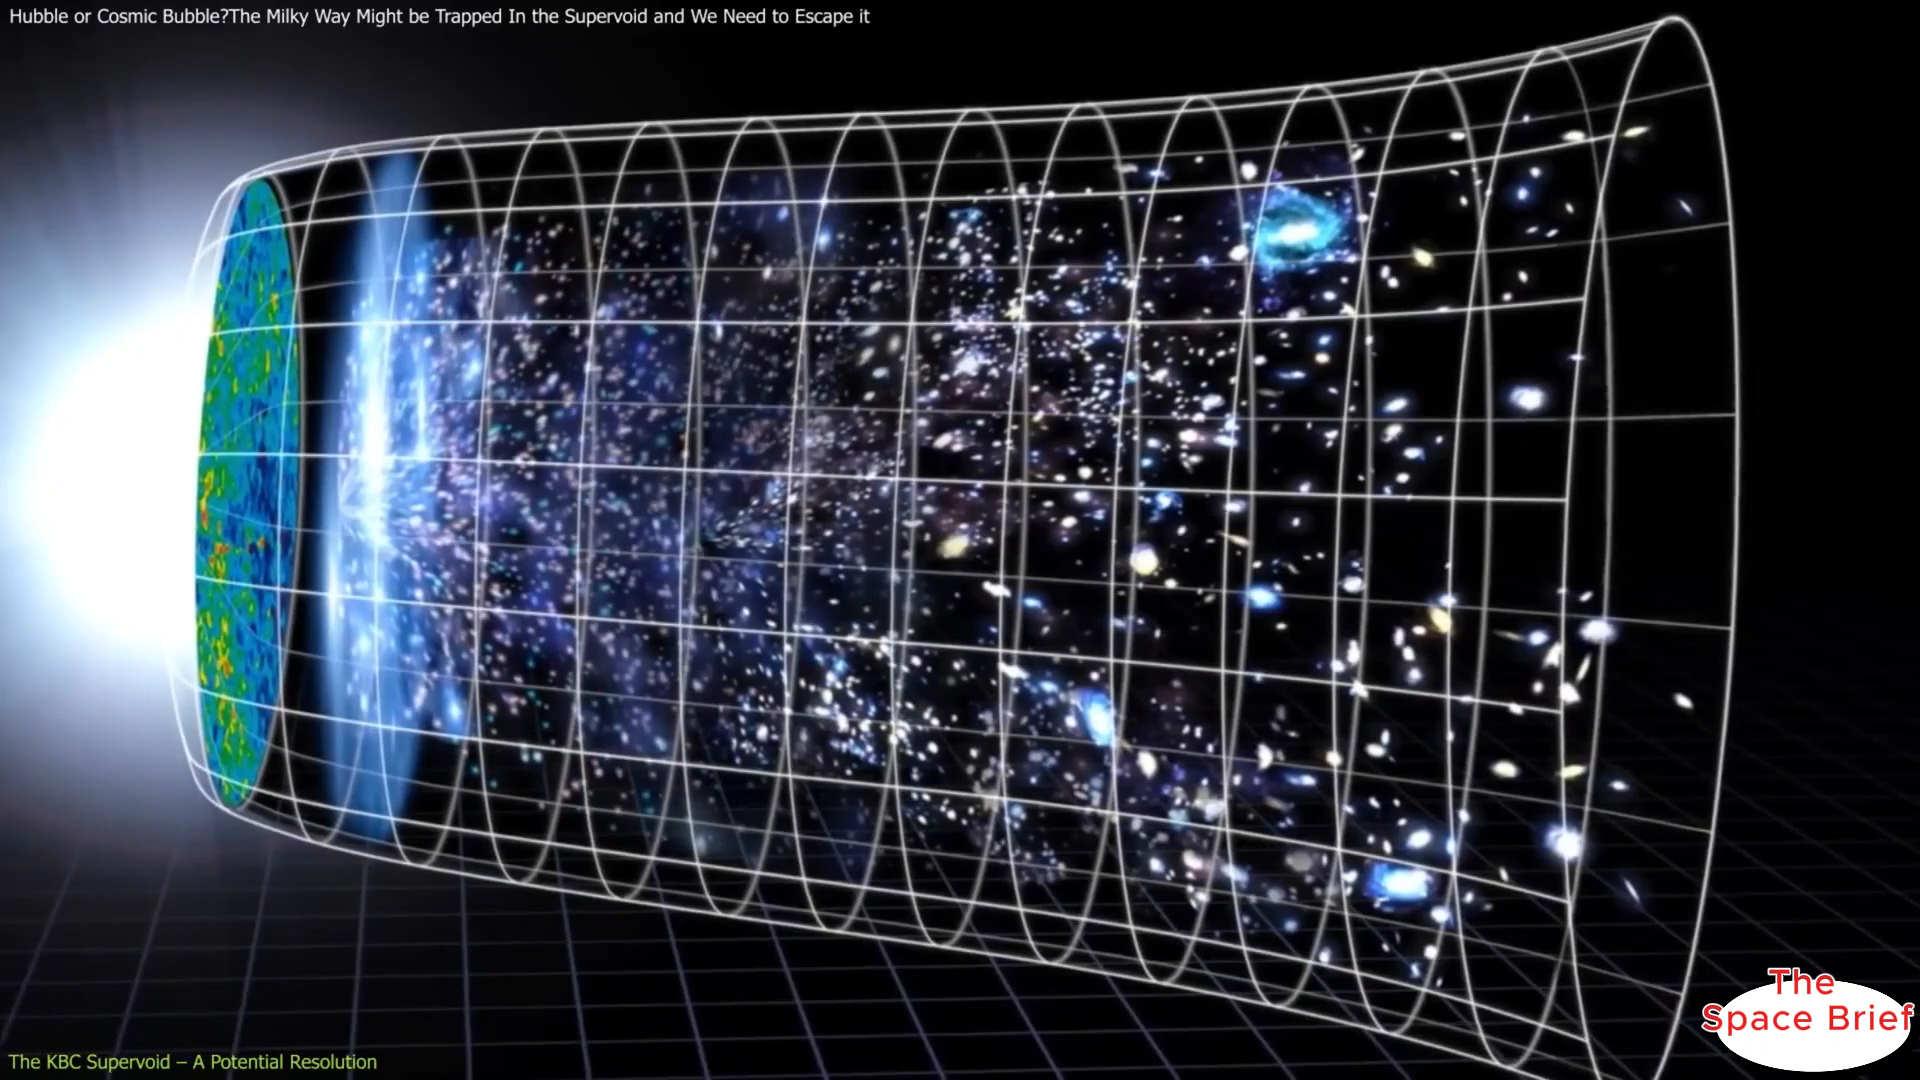 Hubble or Cosmic Bubble?The Milky Way Might be Trapped In the Supervoid and We Need to Escape it
The KBC Supervoid – A Potential Resolution
The
Space Brief